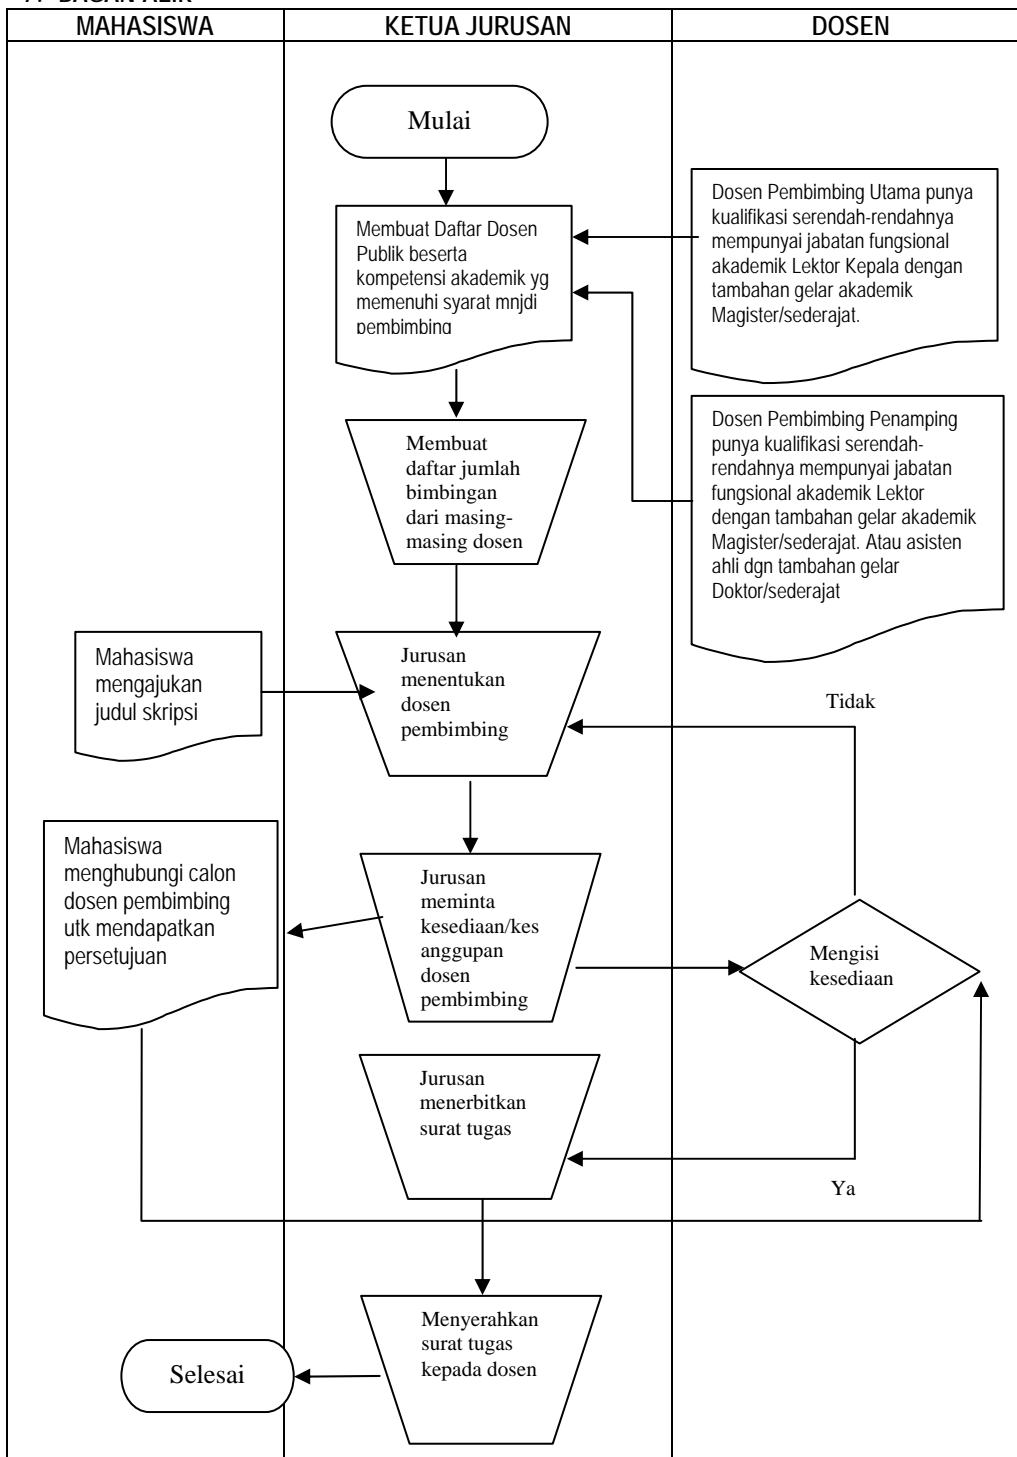 MAHASISWA
KETUA JURUSAN
DOSEN
Mulai
Dosen Pembimbing Utama punya
kualifikasi serendah-rendahnya
mempunyai jabatan fungsional
akademik Lektor Kepala dengan
tambahan gelar akademik
Magister/sederajat.
Membuat Daftar Dosen
Publik beserta
kompetensi akademik yg
memenuhi syarat mnjdi
pembimbing
Dosen Pembimbing Penamping
punya kualifikasi serendah-
rendahnya mempunyai jabatan
fungsional akademik Lektor
dengan tambahan gelar akademik
Magister/sederajat. Atau asisten
ahli dgn tambahan gelar
Doktor/sederajat
Membuat
daftar jumlah
bimbingan
dari masing-
masing dosen
Mahasiswa
mengajukan
judul skripsi
Jurusan
menentukan
dosen
pembimbing
Tidak
Mahasiswa
menghubungi calon
dosen pembimbing
utk mendapatkan
persetujuan
Jurusan
meminta
kesediaan/kes
anggupan
dosen
pembimbing
Mengisi
kesediaan
Jurusan
menerbitkan
surat tugas
Ya
Menyerahkan
surat tugas
kepada dosen
Selesai